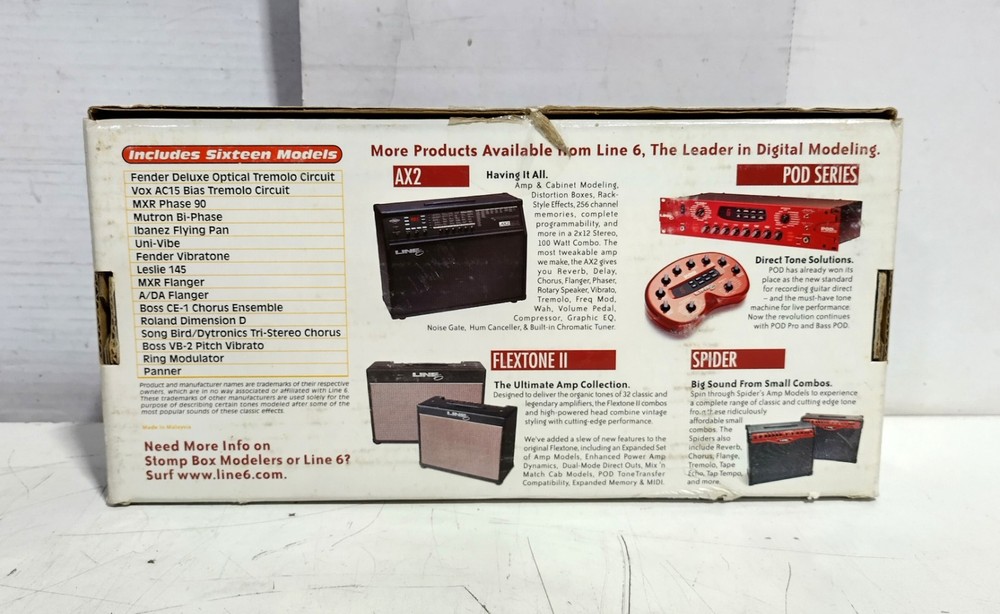 Includes Sixteen Models
Fender Deluxe Optical Tremolo Circuit
Vox AC15 Bias Tremolo Circuit
MXR Phase 90
Mutron Bi-Phase
Ibanez Flying Pan
Uni-Vibe
Fender Vibratone
Leslie 145
MXR Flanger
A/DA Flanger
Boss CE-1 Chorus Ensemble
Roland Dimension D
Song Bird/Dytronics Tri-Stereo Chorus
Boss VB-2 Pitch Vibrato
Ring Modulator
Panner
Product and manufacturer names are trademarks of their respective
owners, which are in no way associated or affiliated with Line 6.
These trademarks of other manufacturers are used solely for the
purpose of describing certain tones modeled after some of the
most popular sounds of these classic effects.
Made in Malaysia
Need More Info on
Stomp Box Modelers or Line 6?
Surf www.line6.com.
More Products Available from Line 6, The Leader in Digital Modeling.
AX2
Having It All.
Amp & Cabinet Modeling,
Distortion Boxes, Rack-
Style Effects, 256 channel
memories, complete
programmability, and
more in a 2x12 Stereo,
100 Watt Combo. The
most tweakable amp
we make, the AX2 gives
you Reverb, Delay,
Chorus, Flanger, Phaser,
Rotary Speaker, Vibrato,
Tremolo, Freq Mod,
Wah, Volume Pedal,
Compressor, Graphic EQ,
Noise Gate, Hum Canceller, & Built-in Chromatic Tuner.
LINE 6
AX2
POD SERIES
Direct Tone Solutions.
POD has already won its
place as the new standard
for recording guitar direct
– and the must-have tone
machine for live performance.
Now the revolution continues
with POD Pro and Bass POD.
FLEXTONE II
The Ultimate Amp Collection.
Designed to deliver the organic tones of 32 classic and
legendary amplifiers, the Flextone II combos
and high-powered head combine vintage
styling with cutting-edge performance.
We've added a slew of new features to the
original Flextone, including an Expanded Set
of Amp Models, Enhanced Power Amp
Dynamics, Dual-Mode Direct Outs, Mix 'n
Match Cab Models, POD ToneTransfer
Compatibility, Expanded Memory & MIDI.
LINE 6
LINE 6
SPIDER
Big Sound From Small Combos.
Spin through Spider's Amp Models to experience
a complete range of classic and cutting edge tone
from these ridiculously
affordable small
combos. The
Spiders also
include Reverb,
Chorus, Flange,
Tremolo, Tape
Echo, Tap Tempo,
and more.